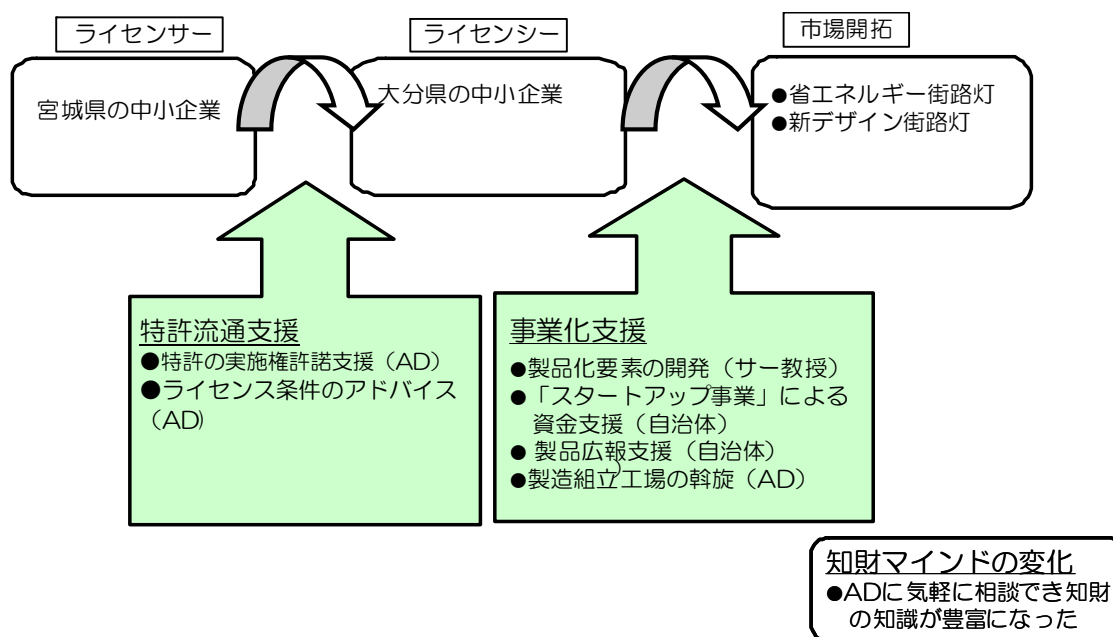 ライセンサー
ライセンシー
市場開拓
宮城県の中小企業
大分県の中小企業
●省エネルギー街路灯
●新デザイン街路灯
特許流通支援
●特許の実施権許諾支援（AD）
●ライセンス条件のアドバイス
（AD）
事業化支援
●製品化要素の開発（サー教授）
●「スタートアップ事業」による
資金支援（自治体）
●製品広報支援（自治体）
●製造組立工場の斡旋（AD）
知財マインドの変化
●ADに気軽に相談でき知財
の知識が豊富になった